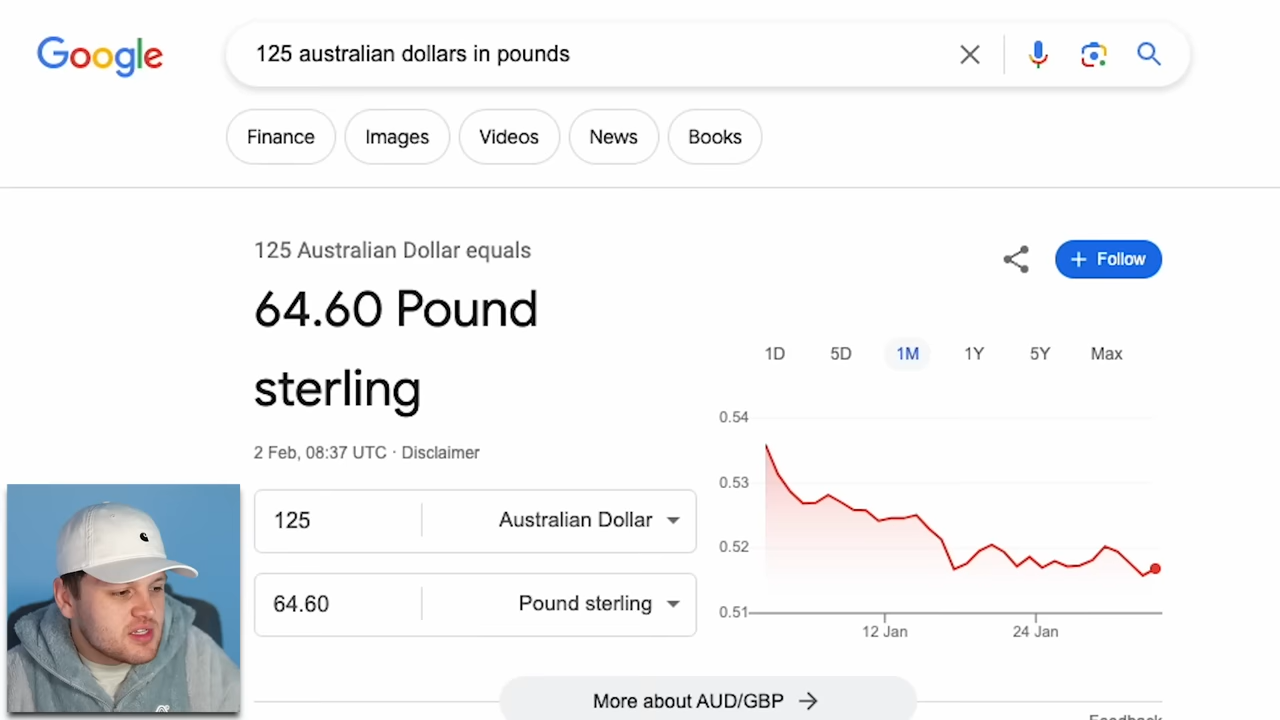 Google
125 australian dollars in pounds
Finance
Images
Videos
News
Books
125 Australian Dollar equals
64.60 Pound
sterling
2 Feb, 08:37 UTC · Disclaimer
+ Follow
1D 5D 1M 1Y 5Y Max
0.54
0.53
0.52
0.51
12 Jan 24 Jan
125 Australian Dollar
64.60 Pound sterling
More about AUD/GBP →
Feedback